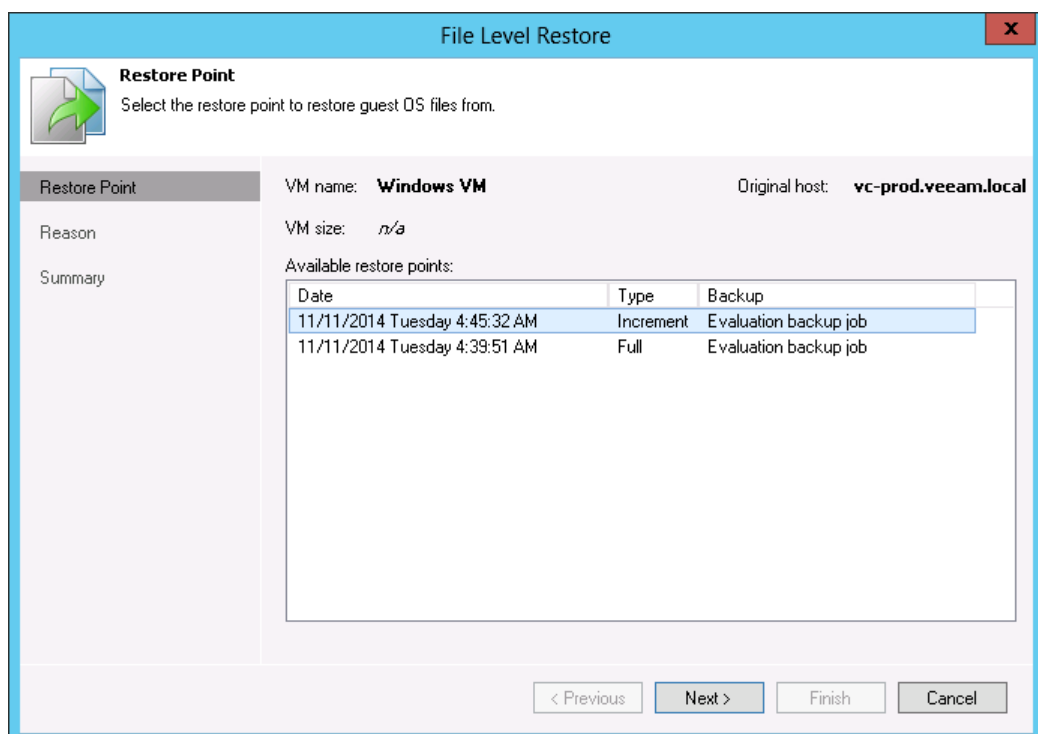 File Level Restore
x
Restore Point
Select the restore point to restore guest OS files from.
Restore Point
Reason
Summary
VM name: Windows VM Original host: vc-prod.veeam.local
VM size: n/a
Available restore points:
Date Type Backup
11/11/2014 Tuesday 4:45:32 AM Increment Evaluation backup job
11/11/2014 Tuesday 4:39:51 AM Full Evaluation backup job
< Previous Next > Finish Cancel